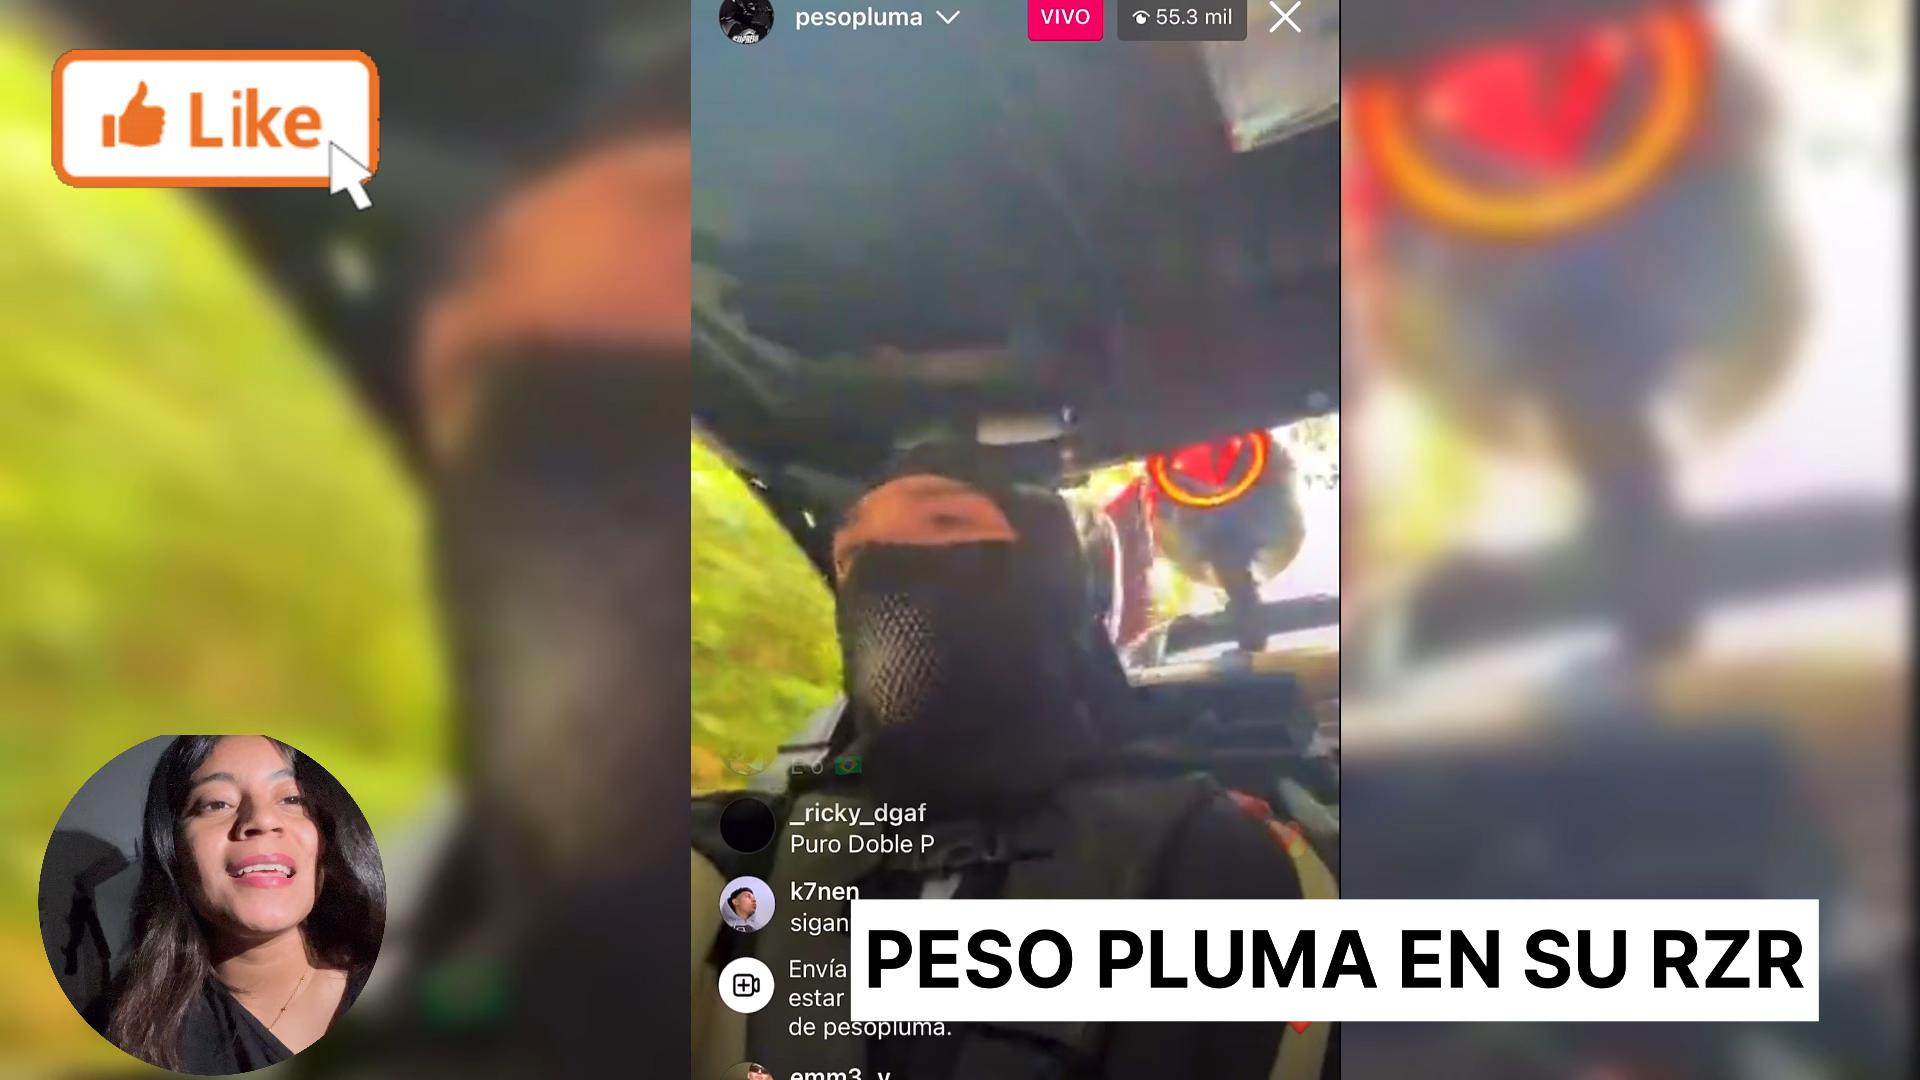 pesopluma
VIVO
55.3 mil
Like
_ricky_dgaf
Puro Doble P
k7nen
sigan
Envía
estar
de pesopluma.
PESO PLUMA EN SU RZR